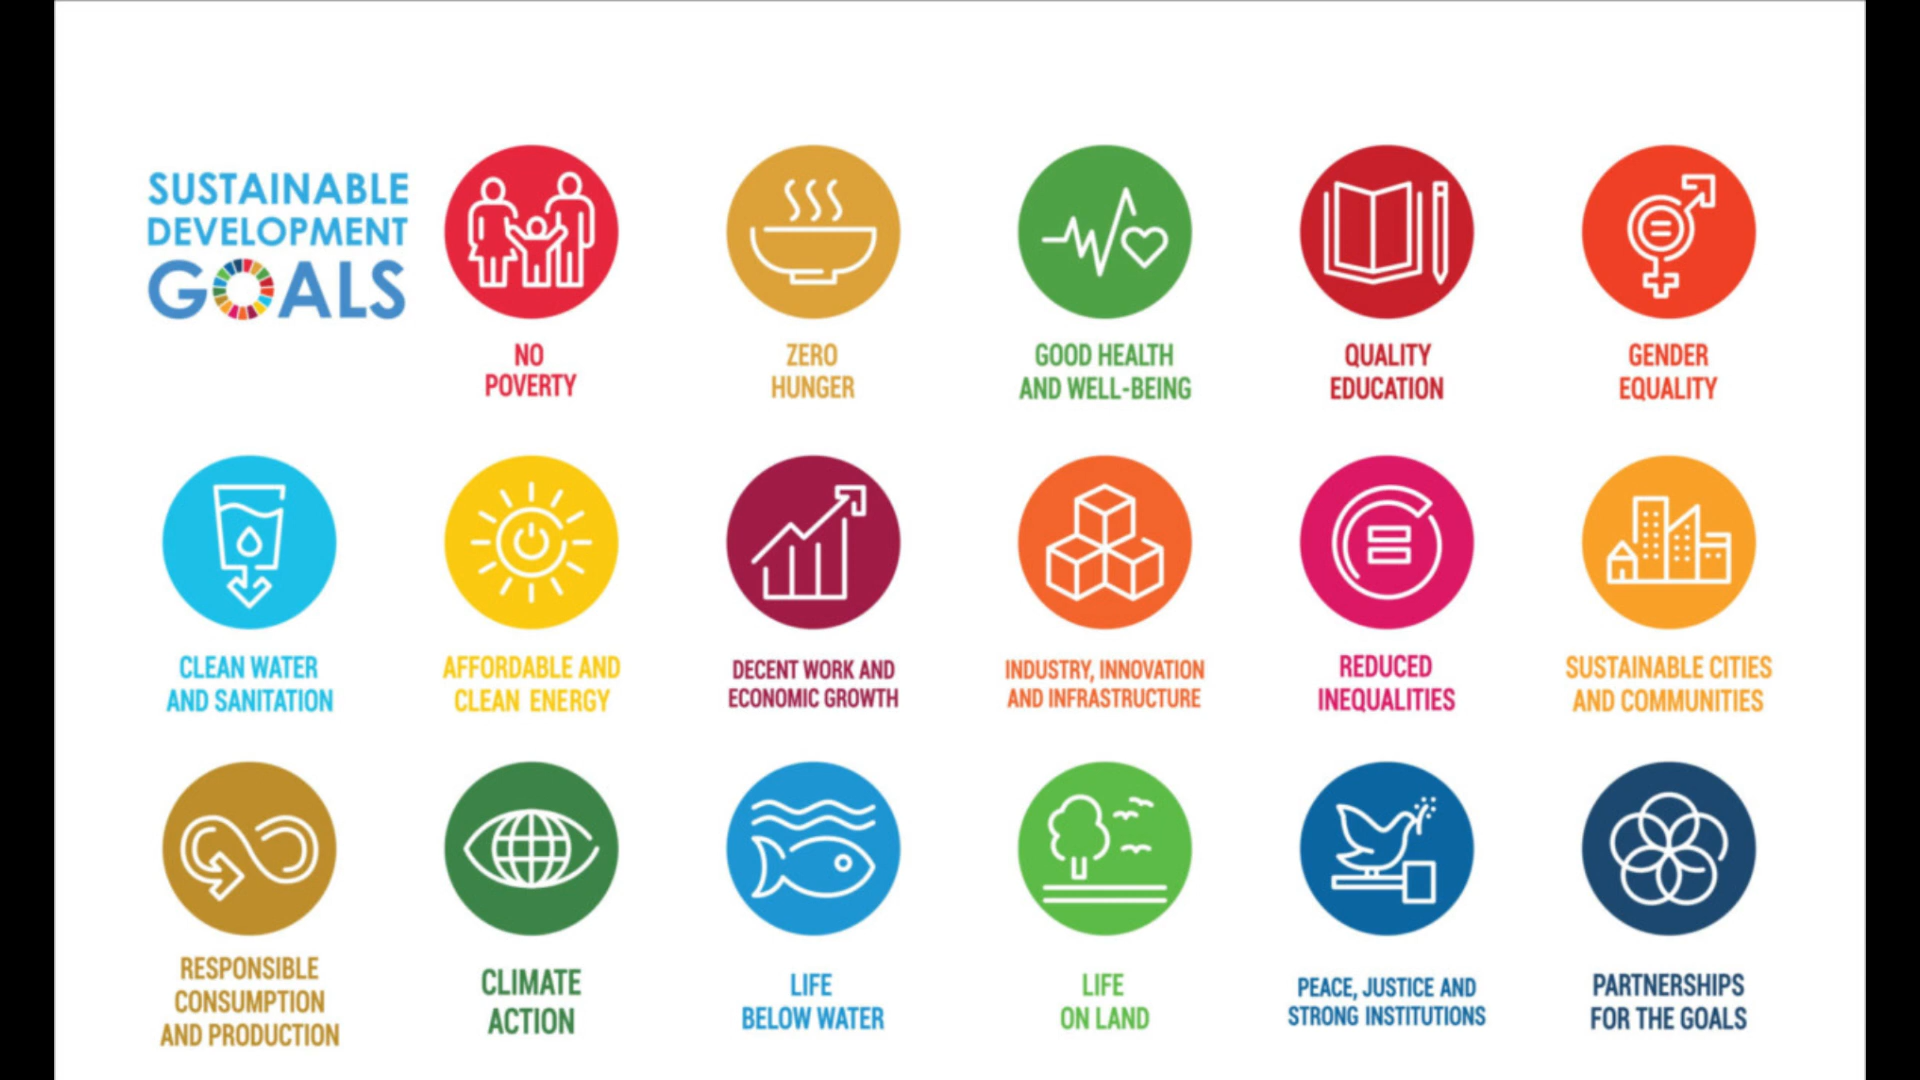 SUSTAINABLE
DEVELOPMENT
GOALS
NO
POVERTY
ZERO
HUNGER
GOOD HEALTH
AND WELL-BEING
QUALITY
EDUCATION
GENDER
EQUALITY
CLEAN WATER
AND SANITATION
AFFORDABLE AND
CLEAN ENERGY
DECENT WORK AND
ECONOMIC GROWTH
INDUSTRY, INNOVATION
AND INFRASTRUCTURE
REDUCED
INEQUALITIES
SUSTAINABLE CITIES
AND COMMUNITIES
RESPONSIBLE
CONSUMPTION
AND PRODUCTION
CLIMATE
ACTION
LIFE
BELOW WATER
LIFE
ON LAND
PEACE, JUSTICE AND
STRONG INSTITUTIONS
PARTNERSHIPS
FOR THE GOALS